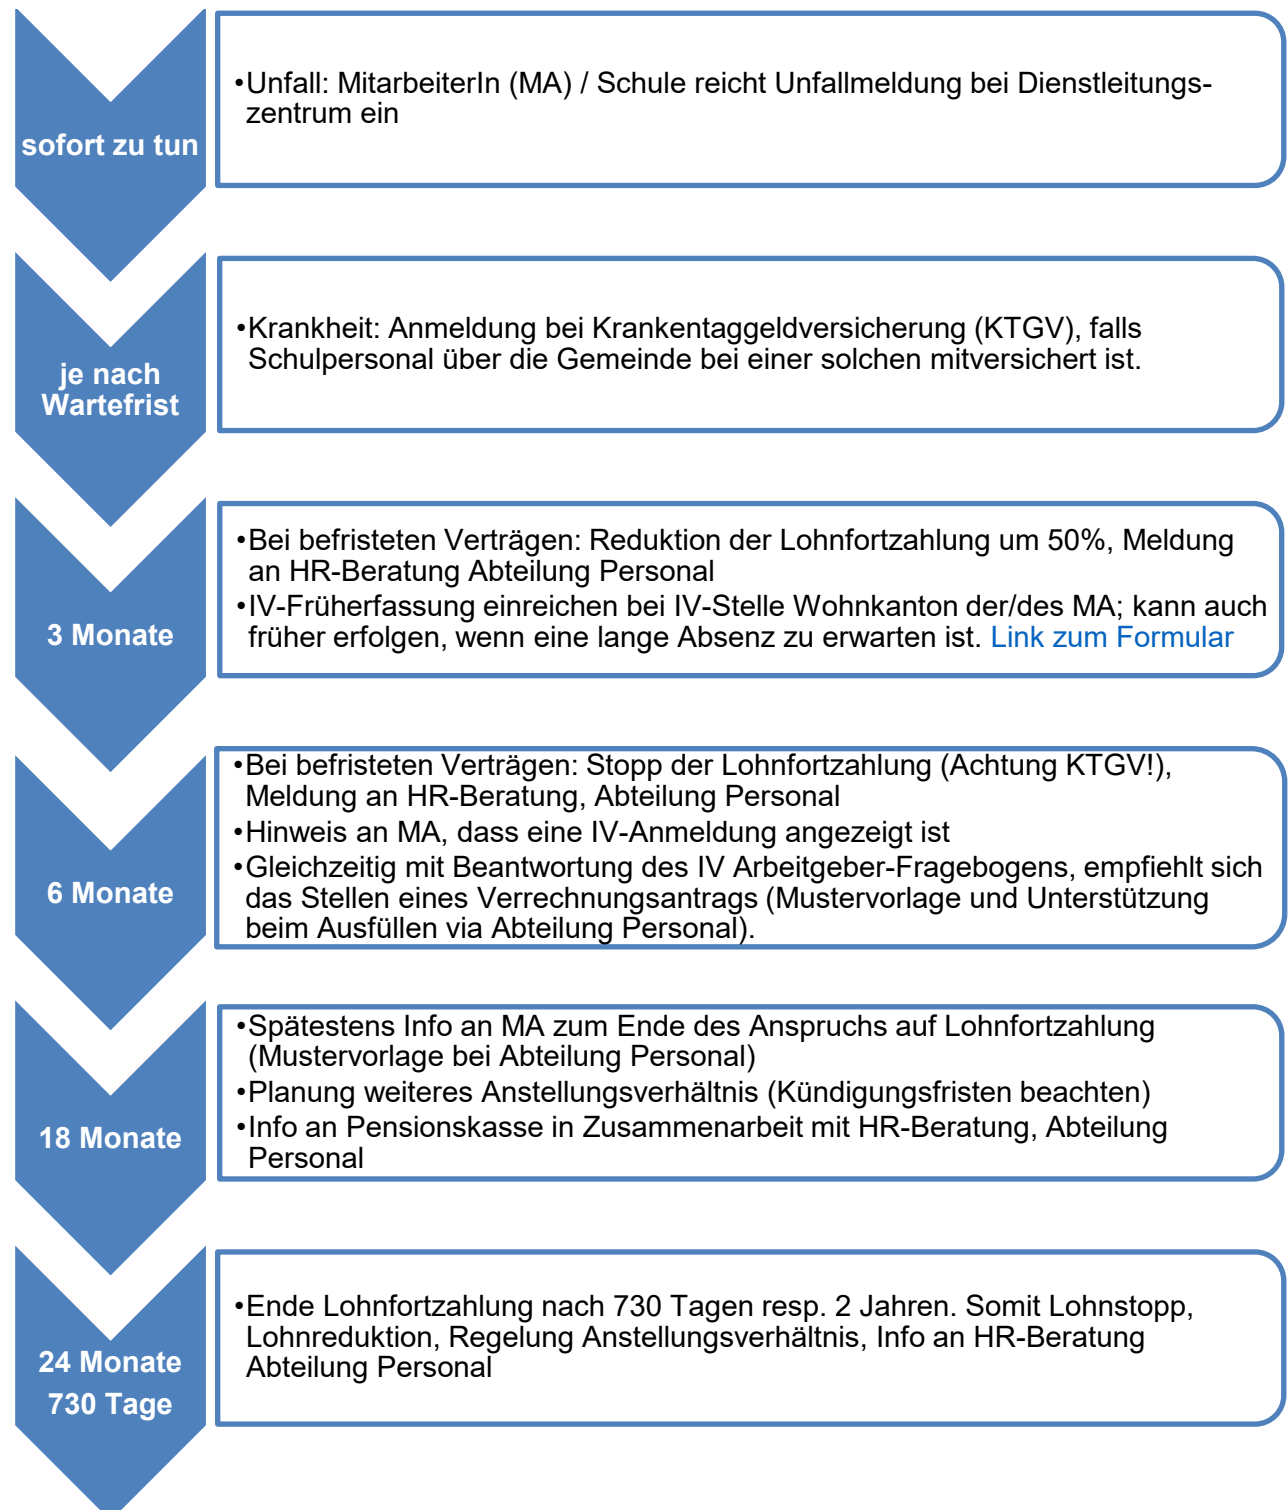 sofort zu tun
•Unfall: MitarbeiterIn (MA) / Schule reicht Unfallmeldung bei Dienstleitungs-
zentrum ein
je nach
Wartefrist
•Krankheit: Anmeldung bei Krankentaggeldversicherung (KTGV), falls
Schulpersonal über die Gemeinde bei einer solchen mitversichert ist.
3 Monate
•Bei befristeten Verträgen: Reduktion der Lohnfortzahlung um 50%, Meldung
an HR-Beratung Abteilung Personal
•IV-Früherfassung einreichen bei IV-Stelle Wohnkanton der/des MA; kann auch
früher erfolgen, wenn eine lange Absenz zu erwarten ist. Link zum Formular
6 Monate
•Bei befristeten Verträgen: Stopp der Lohnfortzahlung (Achtung KTGV!),
Meldung an HR-Beratung, Abteilung Personal
•Hinweis an MA, dass eine IV-Anmeldung angezeigt ist
•Gleichzeitig mit Beantwortung des IV Arbeitgeber-Fragebogens, empfiehlt sich
das Stellen eines Verrechnungsantrags (Mustervorlage und Unterstützung
beim Ausfüllen via Abteilung Personal).
18 Monate
•Spätestens Info an MA zum Ende des Anspruchs auf Lohnfortzahlung
(Mustervorlage bei Abteilung Personal)
•Planung weiteres Anstellungsverhältnis (Kündigungsfristen beachten)
•Info an Pensionskasse in Zusammenarbeit mit HR-Beratung, Abteilung
Personal
24 Monate
730 Tage
•Ende Lohnfortzahlung nach 730 Tagen resp. 2 Jahren. Somit Lohnstopp,
Lohnreduktion, Regelung Anstellungsverhältnis, Info an HR-Beratung
Abteilung Personal